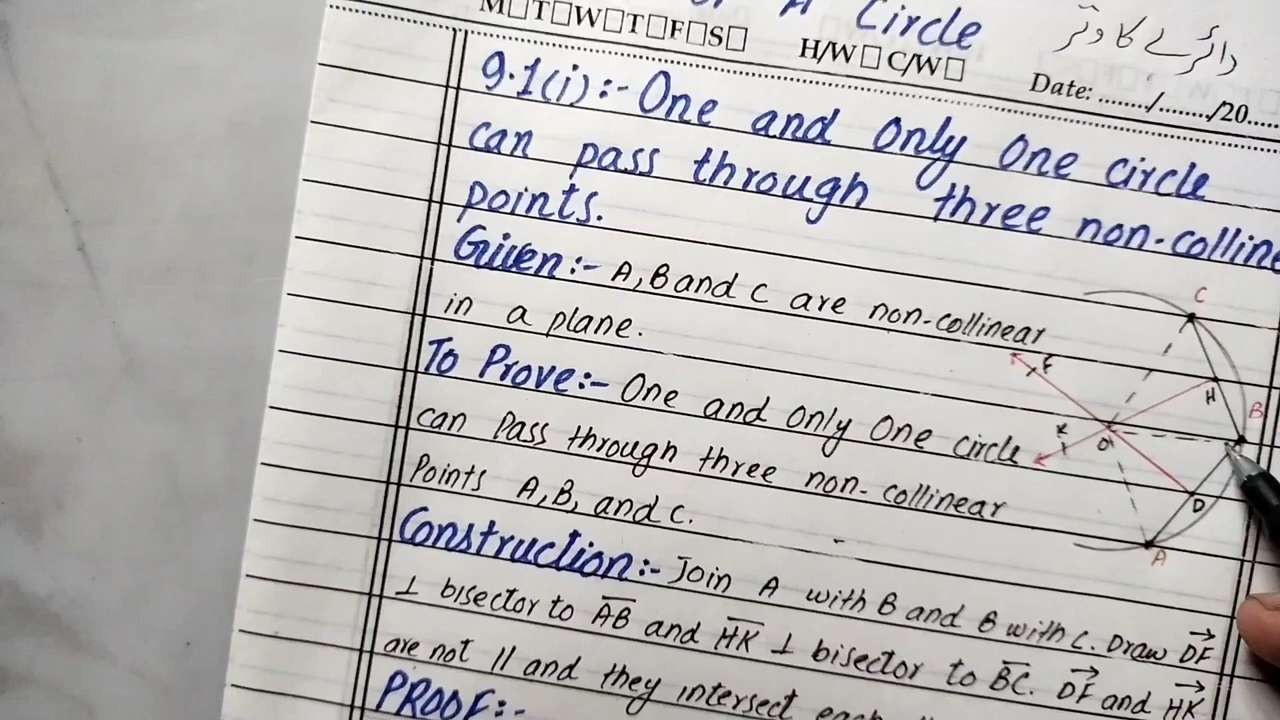 A Circle دائرے کا وتر
M□T□W□T□F□S□ H/W□ C/W□ Date: ......../......../20.....
9.1(i):- One and only one circle
can pass through three non-colline
points.
Given:- A, B and C are non-collinear
in a plane.
To Prove:- One and only one circle
can pass through three non-collinear
Points A, B, and C.
Construction:- Join A with B and B with C. Draw DF
⊥ bisector to AB and HK ⊥ bisector to BC. DF and HK
are not || and they intersect
PROOF:-
C
F
H
B
K
O
D
A